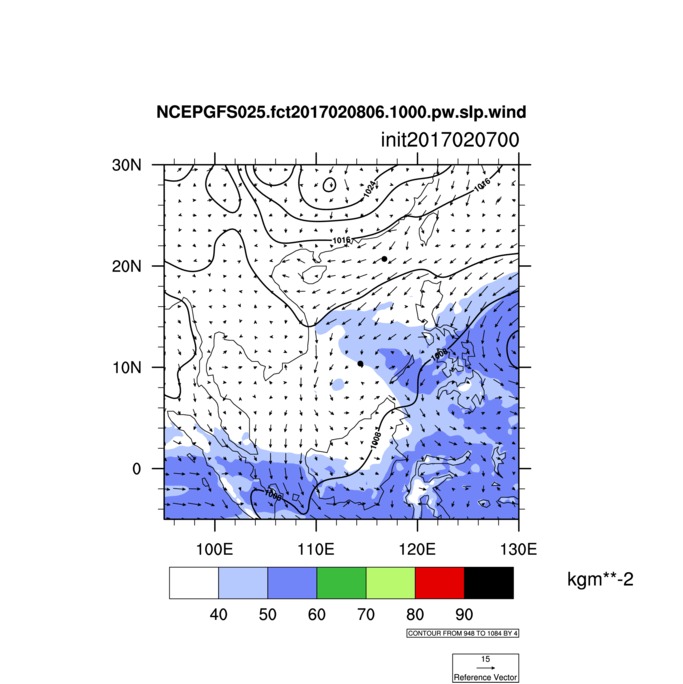 NCEPGFS025.fct2017020806.1000.pw.slp.wind
init2017020700
30N
20N
10N
0
1024
1016
1016
1008
1008
1008
100E 110E 120E 130E
kgm**-2
40 50 60 70 80 90
CONTOUR FROM 948 TO 1084 BY 4
15
Reference Vector